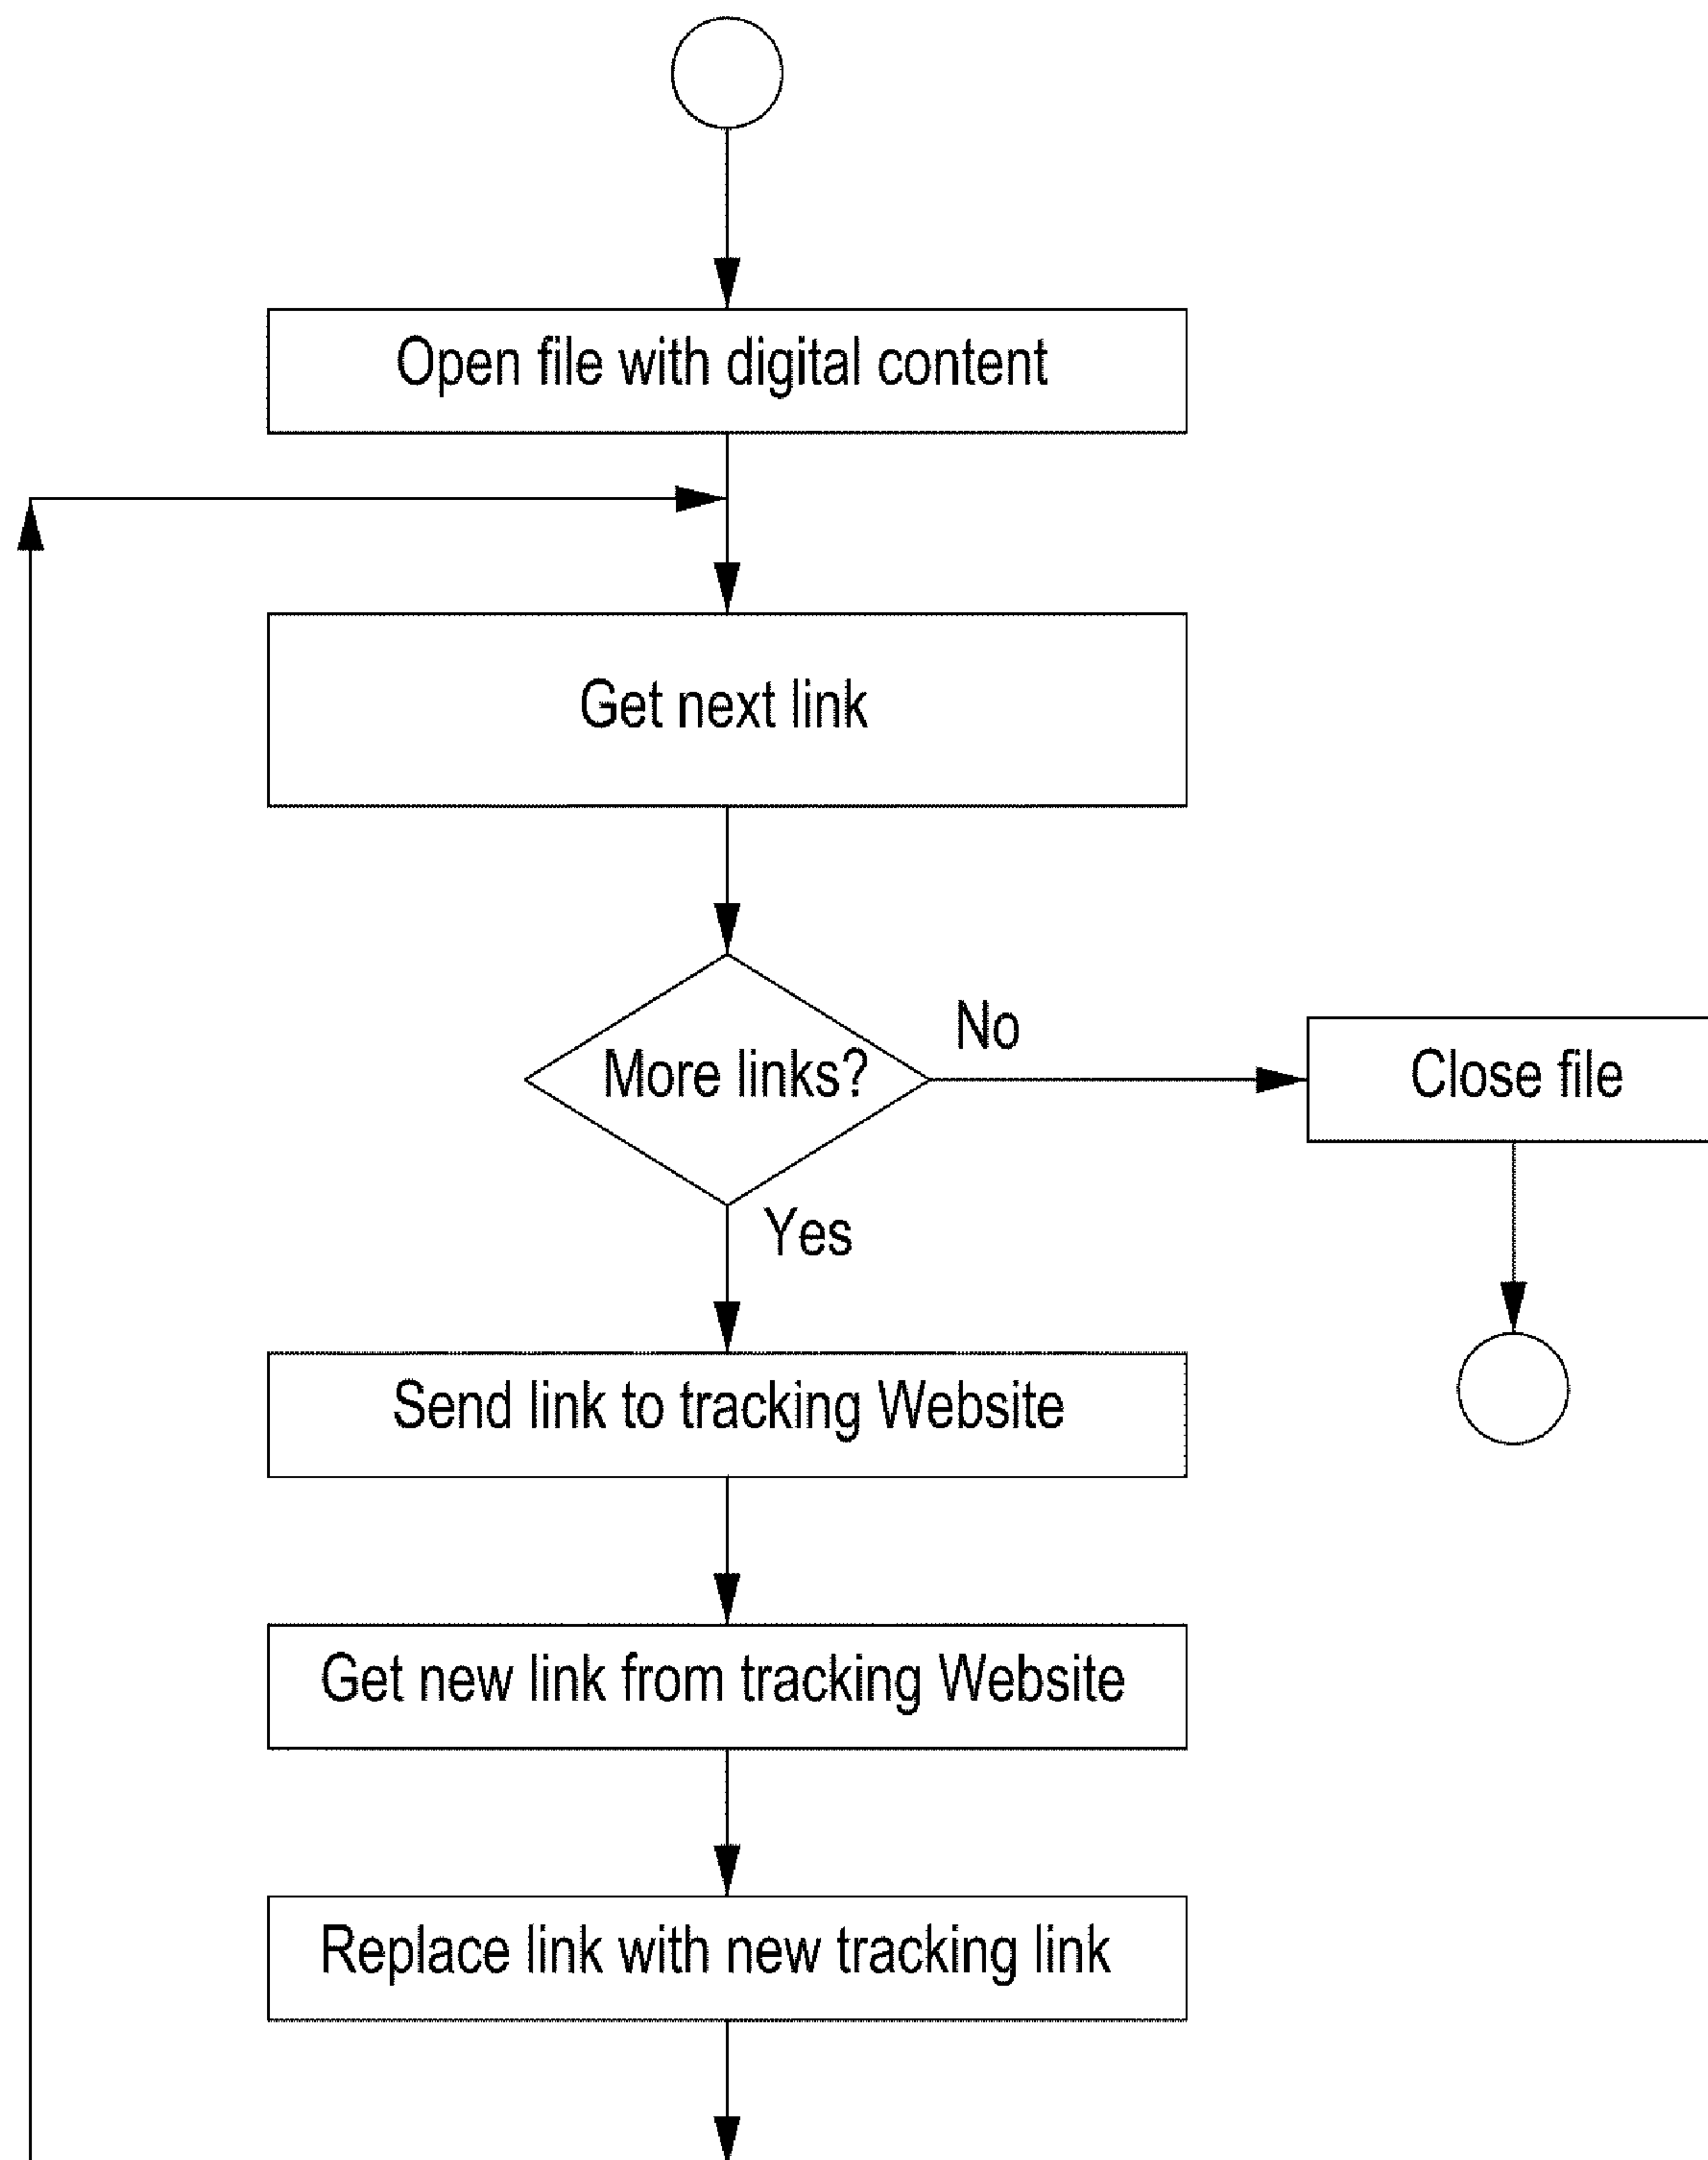 Open file with digital content
Get next link
More links?
No
Close file
Yes
Send link to tracking Website
Get new link from tracking Website
Replace link with new tracking link